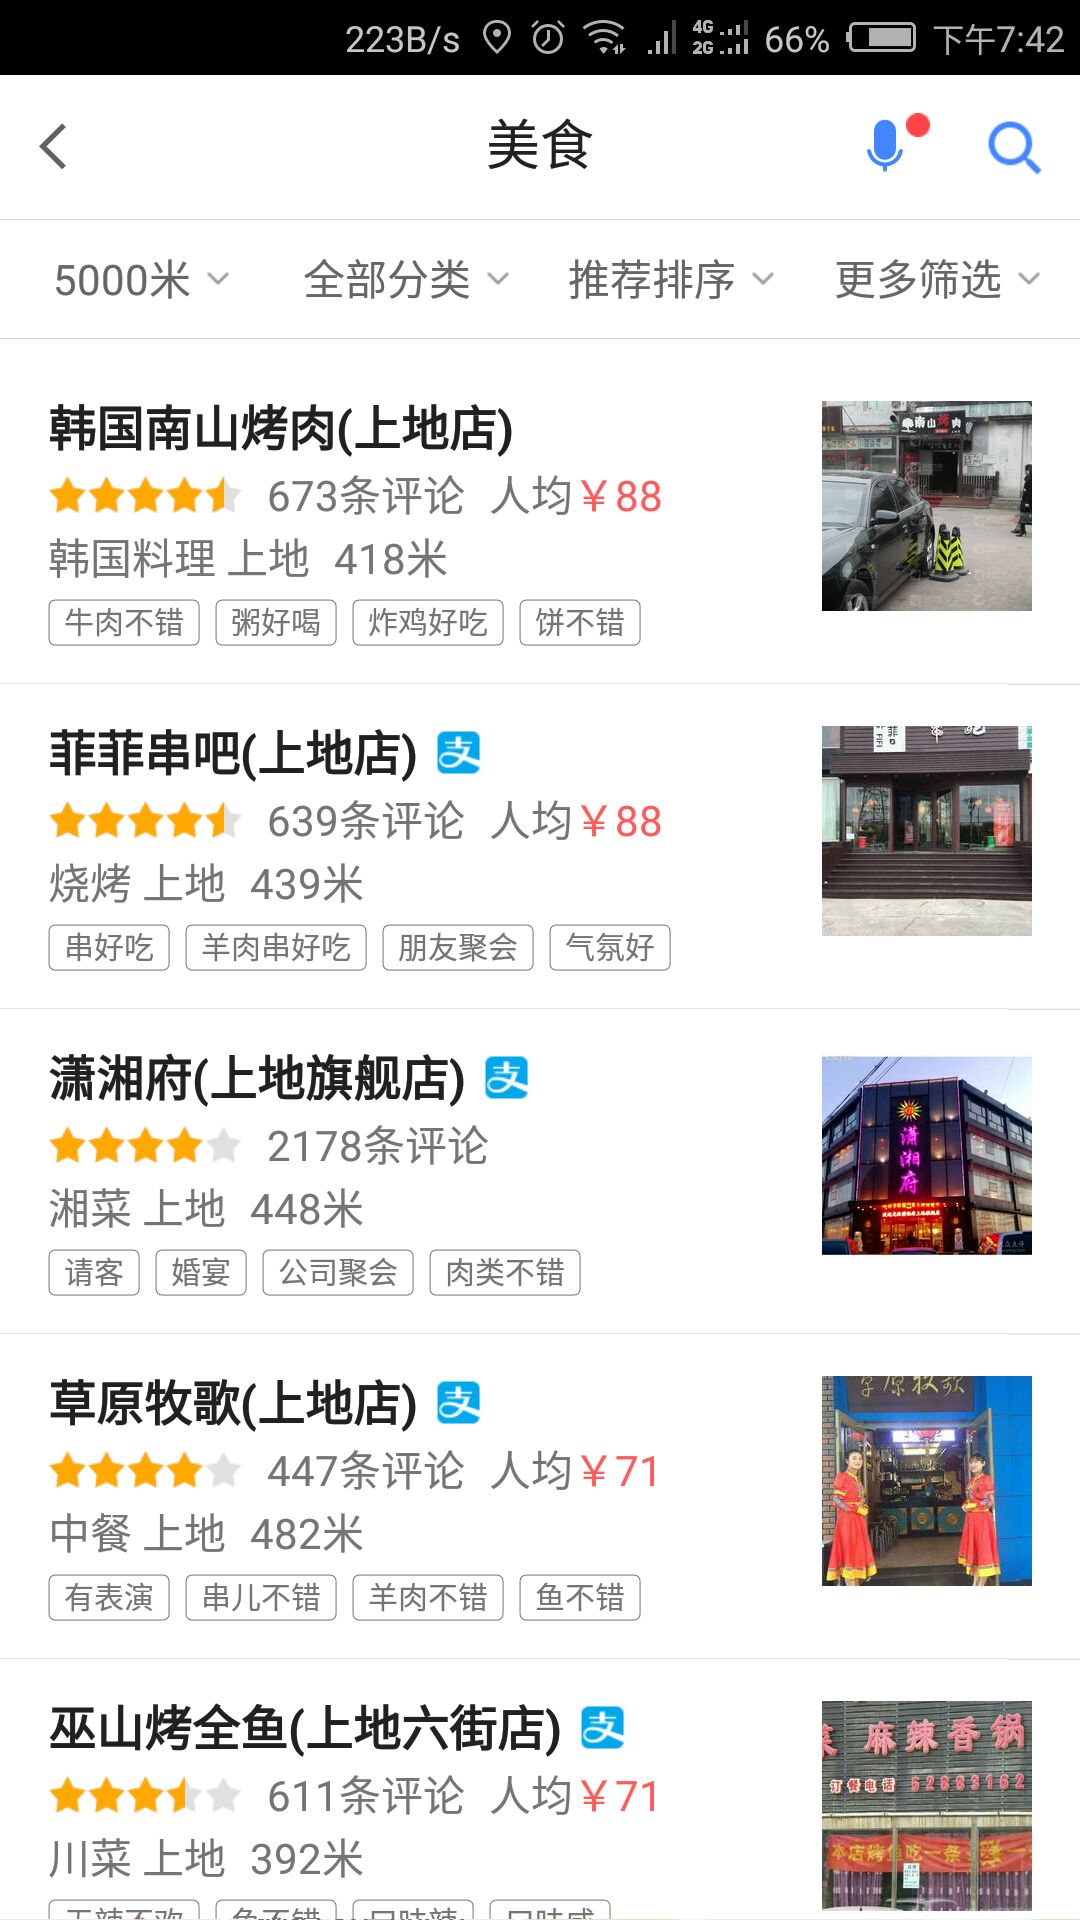 223B/s 4G 2G 66% 下午7:42
美食
5000米 全部分类 推荐排序 更多筛选
韩国南山烤肉(上地店)
673条评论 人均￥88
韩国料理 上地 418米
牛肉不错 粥好喝 炸鸡好吃 饼不错
南山烤肉
菲菲串吧(上地店) 支
639条评论 人均￥88
烧烤 上地 439米
串好吃 羊肉串好吃 朋友聚会 气氛好
潇湘府(上地旗舰店) 支
2178条评论
湘菜 上地 448米
请客 婚宴 公司聚会 肉类不错
潇湘府
草原牧歌(上地店) 支
447条评论 人均￥71
中餐 上地 482米
有表演 串儿不错 羊肉不错 鱼不错
草原牧歌
巫山烤全鱼(上地六街店) 支
611条评论 人均￥71
川菜 上地 392米
麻辣香锅
订餐电话 52883162
本店烤鱼吃一条